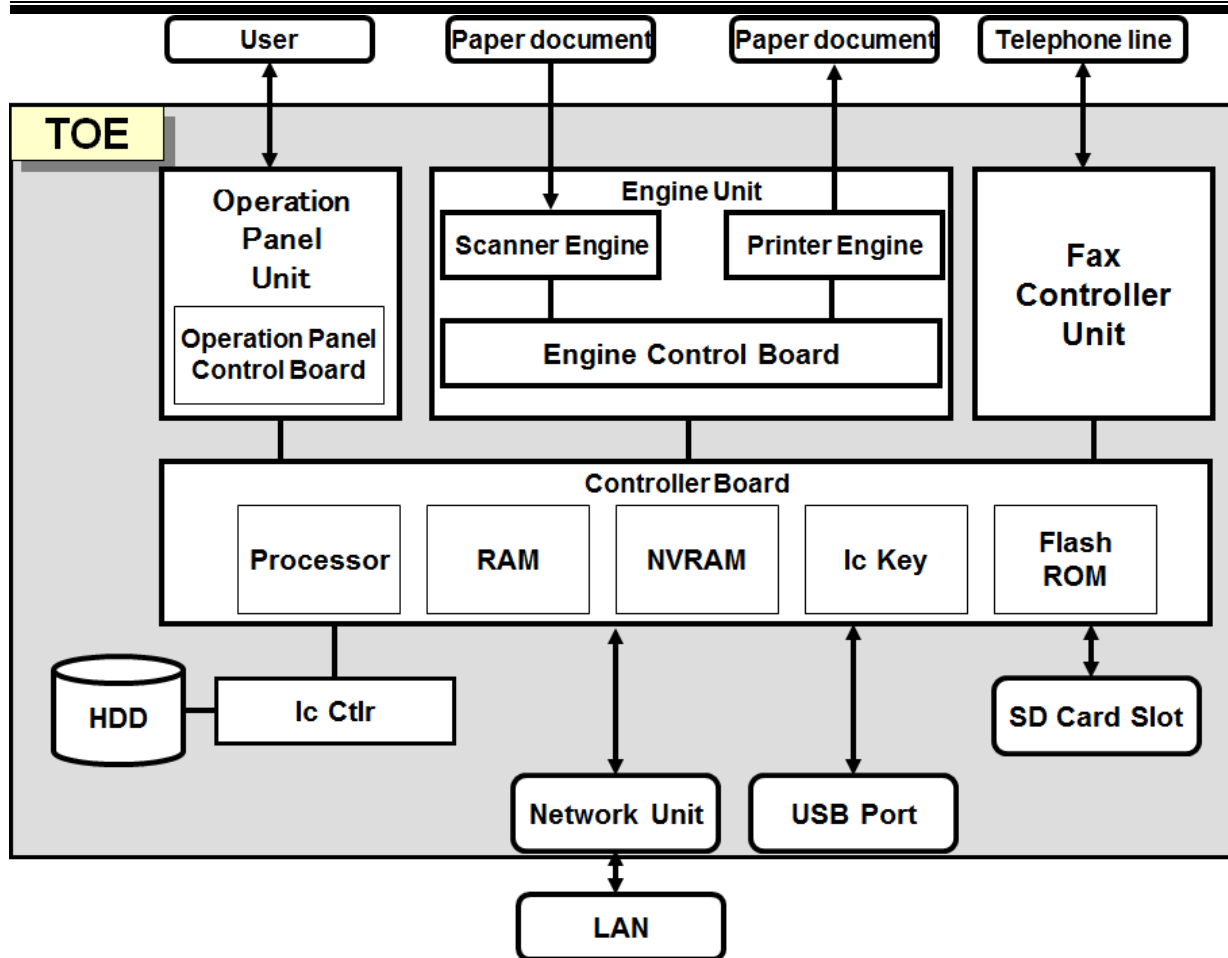 User
Paper document
Paper document
Telephone line
TOE
Operation
Panel
Unit
Operation Panel
Control Board
Engine Unit
Scanner Engine
Printer Engine
Engine Control Board
Fax
Controller
Unit
Controller Board
Processor
RAM
NVRAM
Ic Key
Flash
ROM
HDD
Ic Ctlr
SD Card Slot
Network Unit
USB Port
LAN